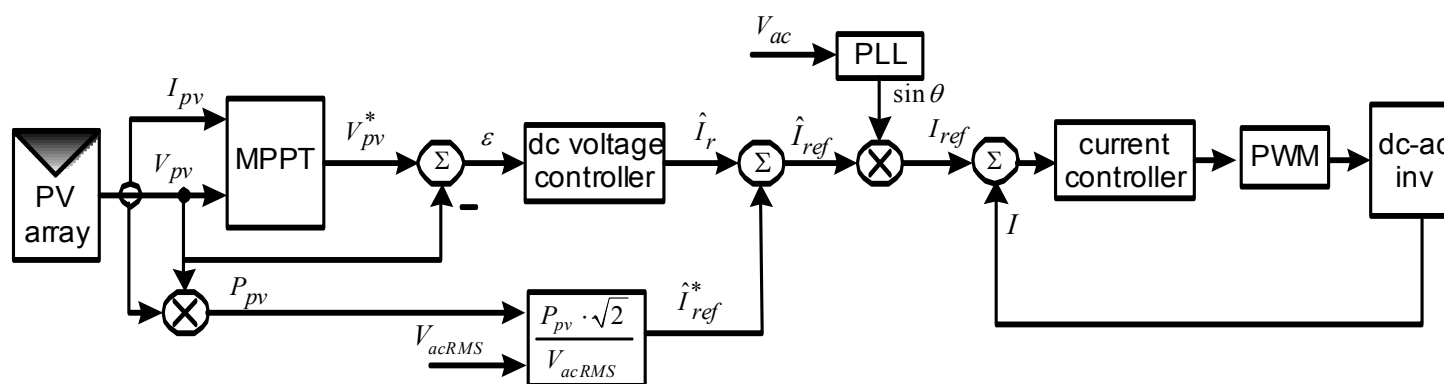 V_ac
PLL
sin θ
I_pv
V_pv
PV
array
MPPT
V*_pv
Σ
ε
-
dc voltage
controller
Î_r
Σ
Î_ref
I_ref
Σ
I
current
controller
PWM
dc-ac
inv
P_pv
V_acRMS
P_pv · √2
V_acRMS
Î*_ref